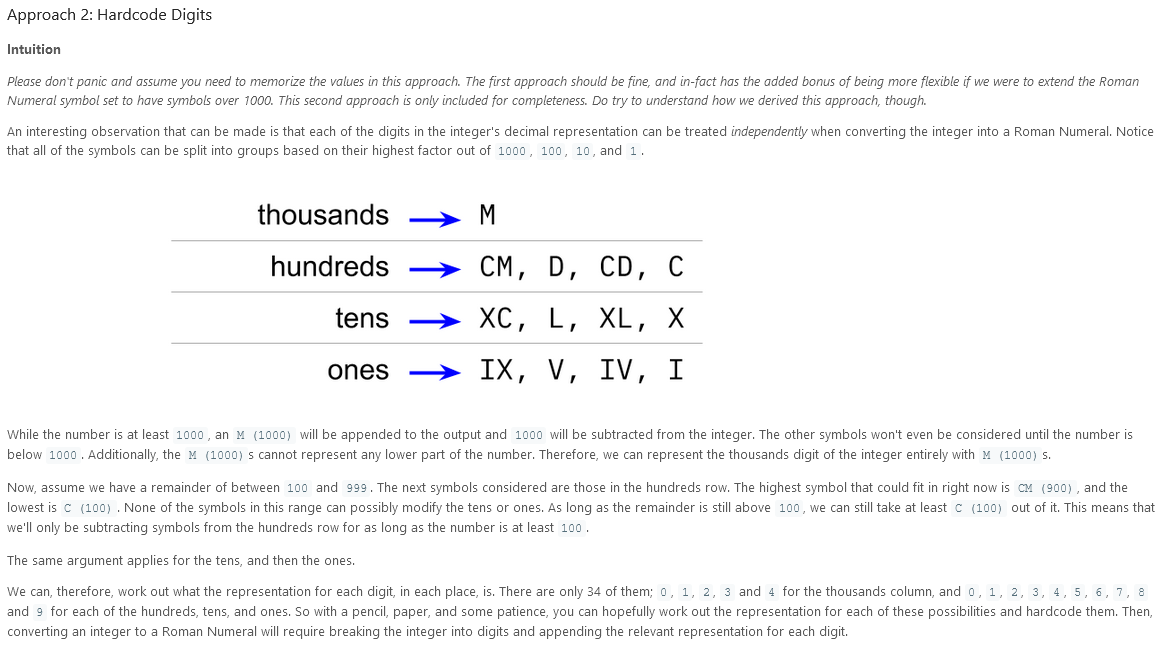 Approach 2: Hardcode Digits
Intuition
Please don't panic and assume you need to memorize the values in this approach. The first approach should be fine, and in-fact has the added bonus of being more flexible if we were to extend the Roman
Numeral symbol set to have symbols over 1000. This second approach is only included for completeness. Do try to understand how we derived this approach, though.
An interesting observation that can be made is that each of the digits in the integer's decimal representation can be treated independently when converting the integer into a Roman Numeral. Notice
that all of the symbols can be split into groups based on their highest factor out of 1000, 100, 10, and 1.
thousands M
hundreds CM, D, CD, C
tens XC, L, XL, X
ones IX, V, IV, I
While the number is at least 1000, an M (1000) will be appended to the output and 1000 will be subtracted from the integer. The other symbols won't even be considered until the number is
below 1000. Additionally, the M (1000) s cannot represent any lower part of the number. Therefore, we can represent the thousands digit of the integer entirely with M (1000) s.
Now, assume we have a remainder of between 100 and 999. The next symbols considered are those in the hundreds row. The highest symbol that could fit in right now is CM (900), and the
lowest is C (100). None of the symbols in this range can possibly modify the tens or ones. As long as the remainder is still above 100, we can still take at least C (100) out of it. This means that
we'll only be subtracting symbols from the hundreds row for as long as the number is at least 100.
The same argument applies for the tens, and then the ones.
We can, therefore, work out what the representation for each digit, in each place, is. There are only 34 of them; 0, 1, 2, 3 and 4 for the thousands column, and 0, 1, 2, 3, 4, 5, 6, 7, 8
and 9 for each of the hundreds, tens, and ones. So with a pencil, paper, and some patience, you can hopefully work out the representation for each of these possibilities and hardcode them. Then,
converting an integer to a Roman Numeral will require breaking the integer into digits and appending the relevant representation for each digit.